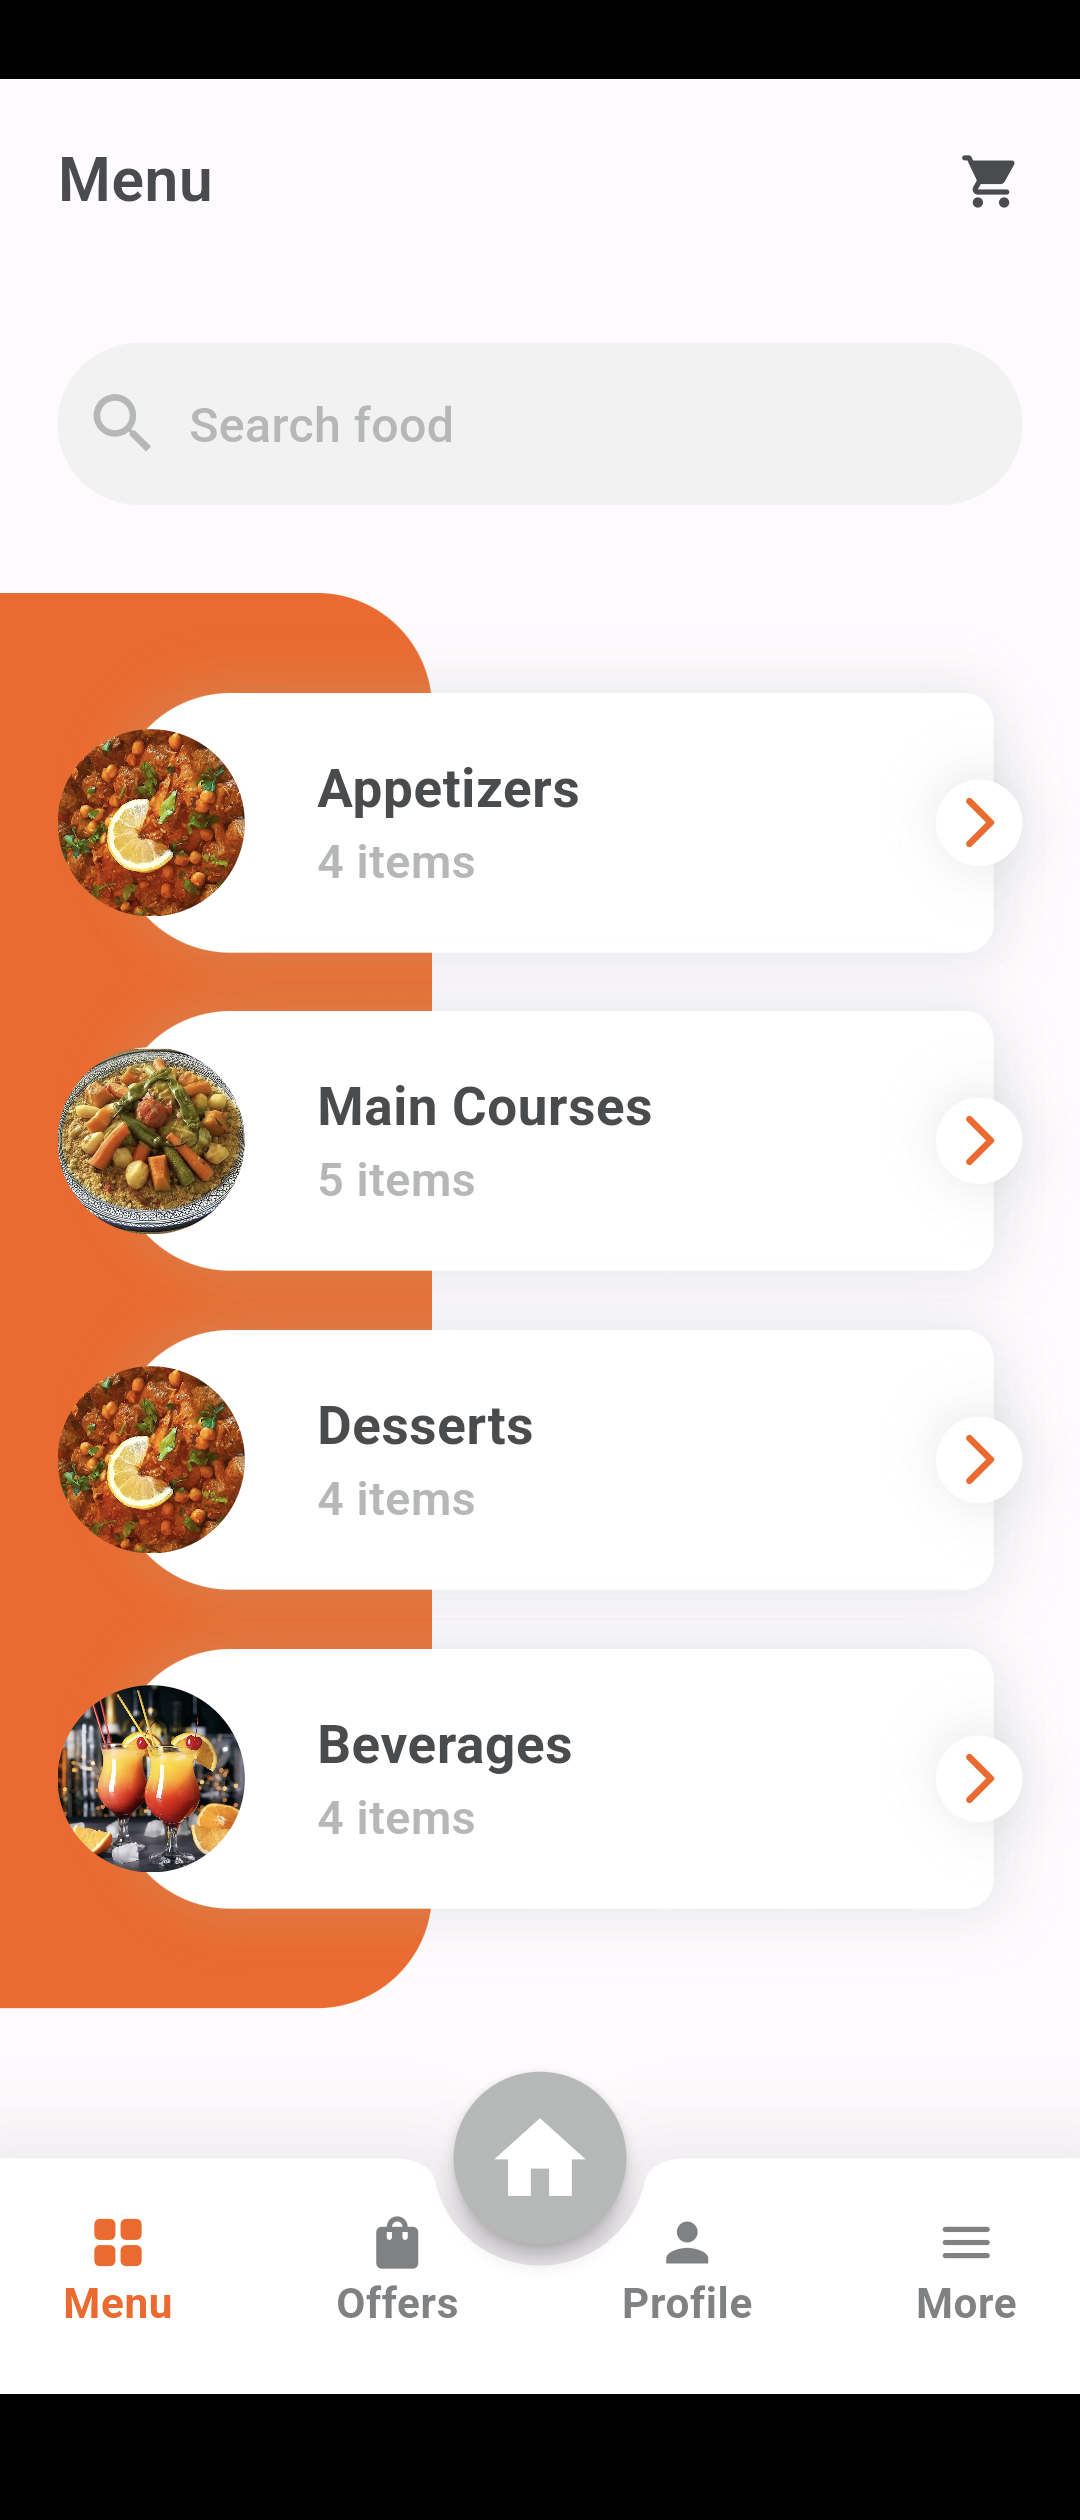 Menu
Search food
Appetizers
4 items
Main Courses
5 items
Desserts
4 items
Beverages
4 items
Menu
Offers
Profile
More